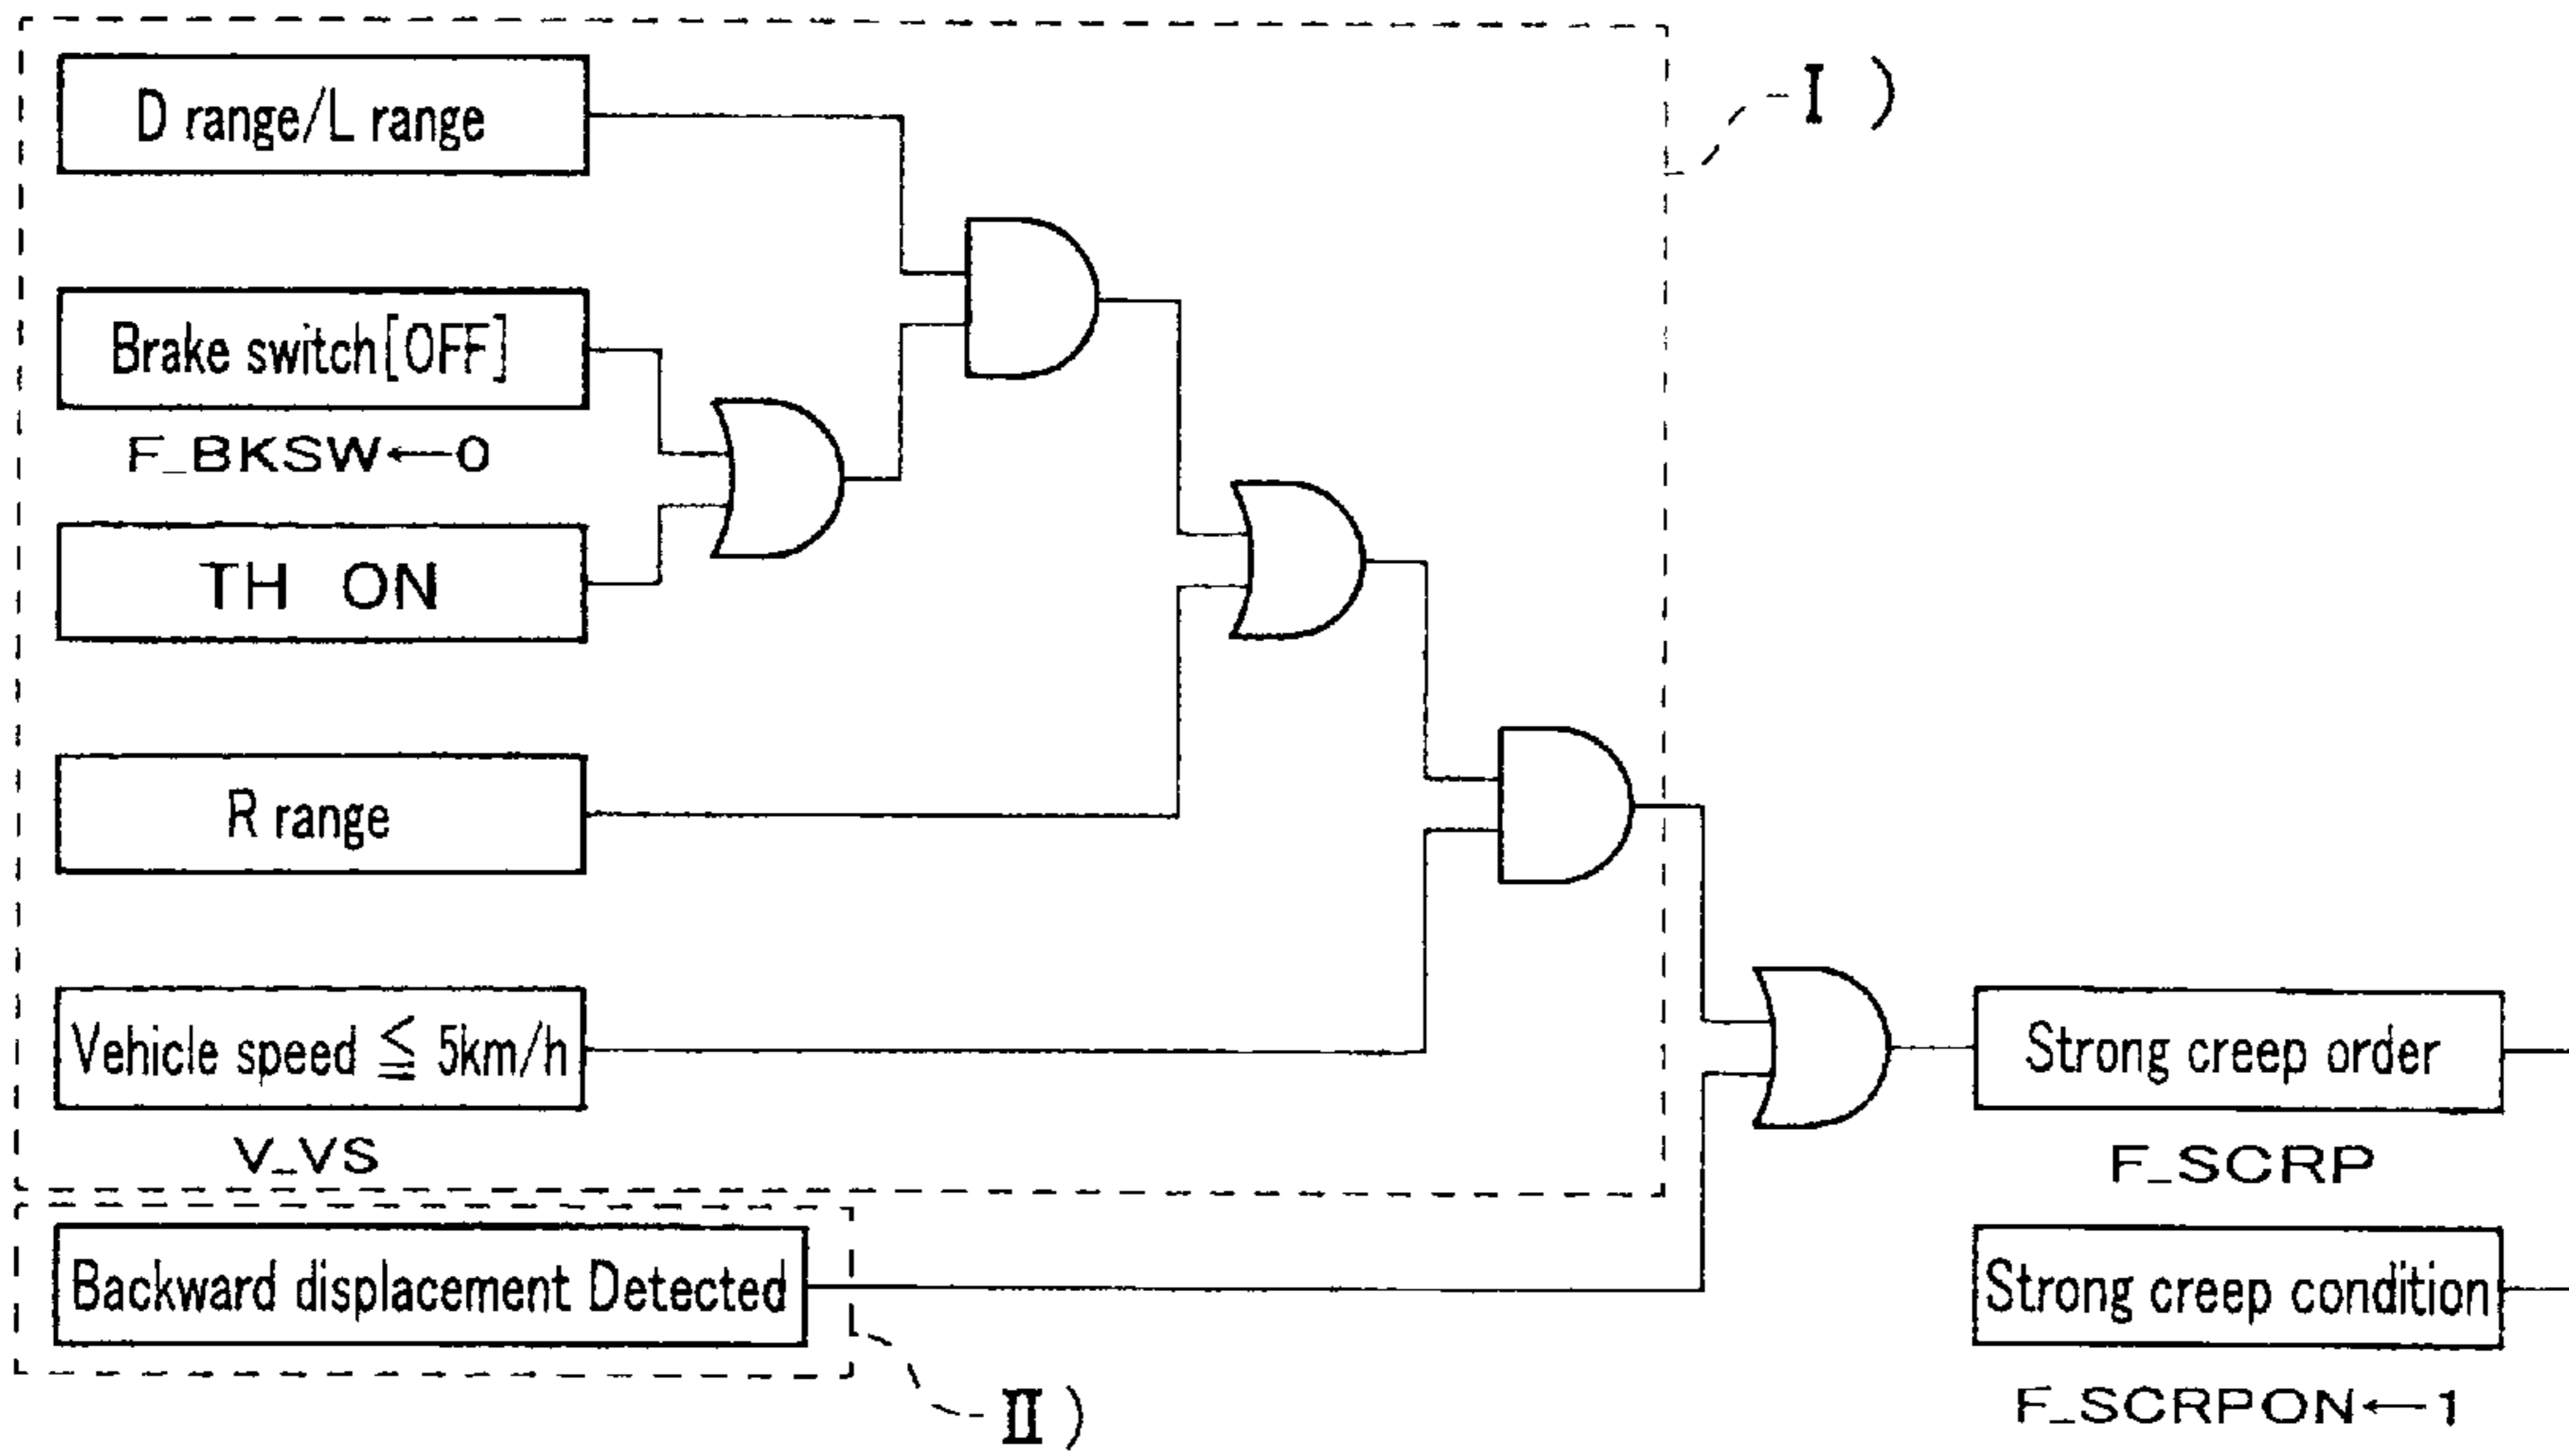 D range/L range
I )
Brake switch[OFF]
F_BKSW←0
TH ON
R range
Vehicle speed ≦ 5km/h
V_VS
Strong creep order
F_SCRP
Backward displacement Detected
Strong creep condition
F_SCRPON←1
II )